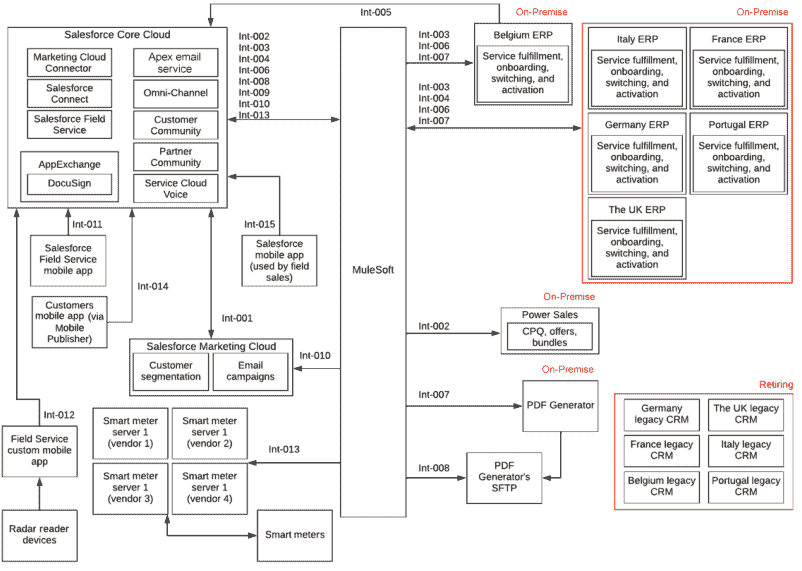 Int-005
On-Premise
On-Premise
Salesforce Core Cloud
Marketing Cloud
Connector
Salesforce
Connect
Salesforce Field
Service
AppExchange
DocuSign
Apex email
service
Omni-Channel
Customer
Community
Partner
Community
Service Cloud
Voice
Int-002
Int-003
Int-004
Int-006
Int-008
Int-009
Int-010
Int-013
MuleSoft
Int-003
Int-006
Int-007
Belgium ERP
Service fulfillment,
onboarding,
switching, and
activation
Int-003
Int-004
Int-006
Int-007
Italy ERP
Service fulfillment,
onboarding,
switching, and
activation
France ERP
Service fulfillment,
onboarding,
switching, and
activation
Germany ERP
Service fulfillment,
onboarding,
switching, and
activation
Portugal ERP
Service fulfillment,
onboarding,
switching, and
activation
The UK ERP
Service fulfillment,
onboarding,
switching, and
activation
Int-011
Int-015
Salesforce
Field Service
mobile app
Salesforce
mobile app
(used by field
sales)
Int-014
Customers
mobile app (via
Mobile
Publisher)
Int-001
Salesforce Marketing Cloud
Customer
segmentation
Email
campaigns
Int-010
On-Premise
Int-002
Power Sales
CPQ, offers,
bundles
On-Premise
Int-007
PDF Generator
Int-008
PDF
Generator's
SFTP
Retiring
Germany
legacy CRM
The UK legacy
CRM
France legacy
CRM
Italy legacy
CRM
Belgium legacy
CRM
Portugal legacy
CRM
Int-012
Field Service
custom mobile
app
Radar reader
devices
Smart meter
server 1
(vendor 1)
Smart meter
server 1
(vendor 2)
Int-013
Smart meter
server 1
(vendor 3)
Smart meter
server 1
(vendor 4)
Smart meters